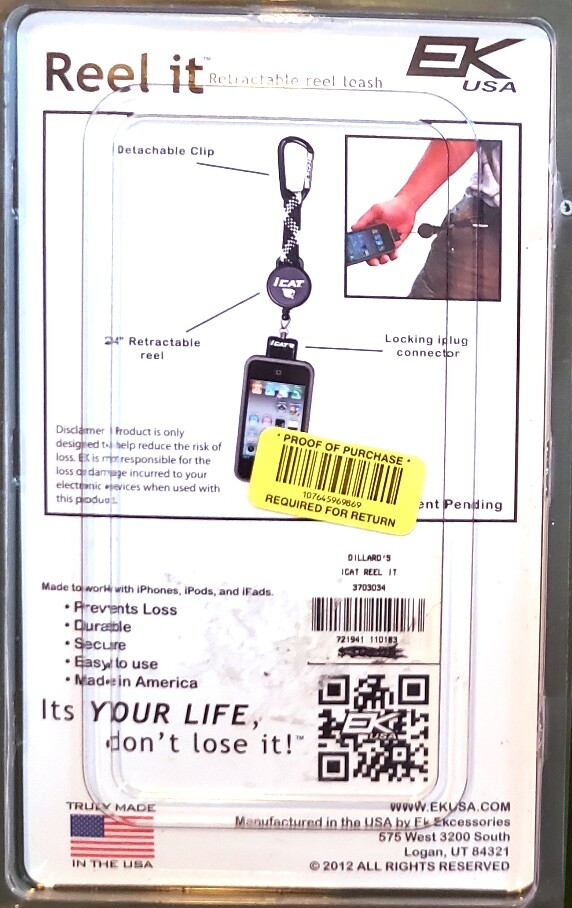 Reel it™ Retractable reel leash
EK
USA
Detachable Clip
iCAT
24" Retractable
reel
iCAT
Locking iplug
connector
Disclaimer Product is only
designed to help reduce the risk of
loss. EK is not responsible for the
loss or damage incurred to your
electronic devices when used with
this product.
• PROOF OF PURCHASE •
107645969869
REQUIRED FOR RETURN
ent Pending
DILLARD'S
ICAT REEL IT
3703034
721941 110183
Made to work with iPhones, iPods, and iPads.
• Prevents Loss
• Durable
• Secure
• Easy to use
• Made in America
Its YOUR LIFE,
don't lose it!™
EK
USA
TRULY MADE
IN THE USA
WWW.EKUSA.COM
Manufactured in the USA by Ek Ekcessories
575 West 3200 South
Logan, UT 84321
© 2012 ALL RIGHTS RESERVED